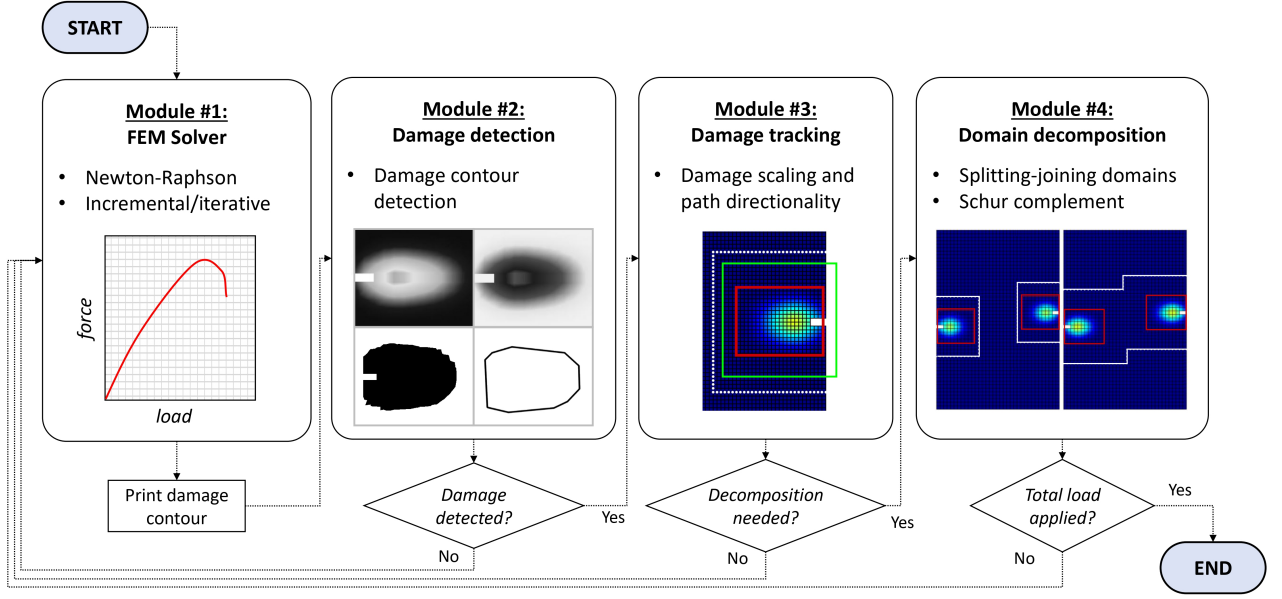 START
Module #1:
FEM Solver
• Newton-Raphson
• Incremental/iterative
force
load
Print damage
contour
Module #2:
Damage detection
• Damage contour
detection
Damage
detected?
Yes
No
Module #3:
Damage tracking
• Damage scaling and
path directionality
Decomposition
needed?
Yes
No
Module #4:
Domain decomposition
• Splitting-joining domains
• Schur complement
Total load
applied?
Yes
No
END